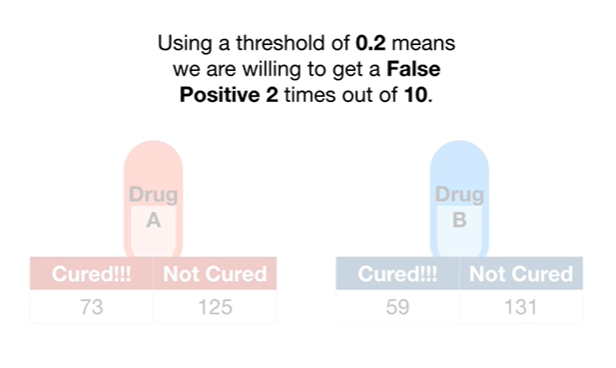 Using a threshold of 0.2 means
we are willing to get a False
Positive 2 times out of 10.
Drug
A
Drug
B
Cured!!! Not Cured
73 125
Cured!!! Not Cured
59 131